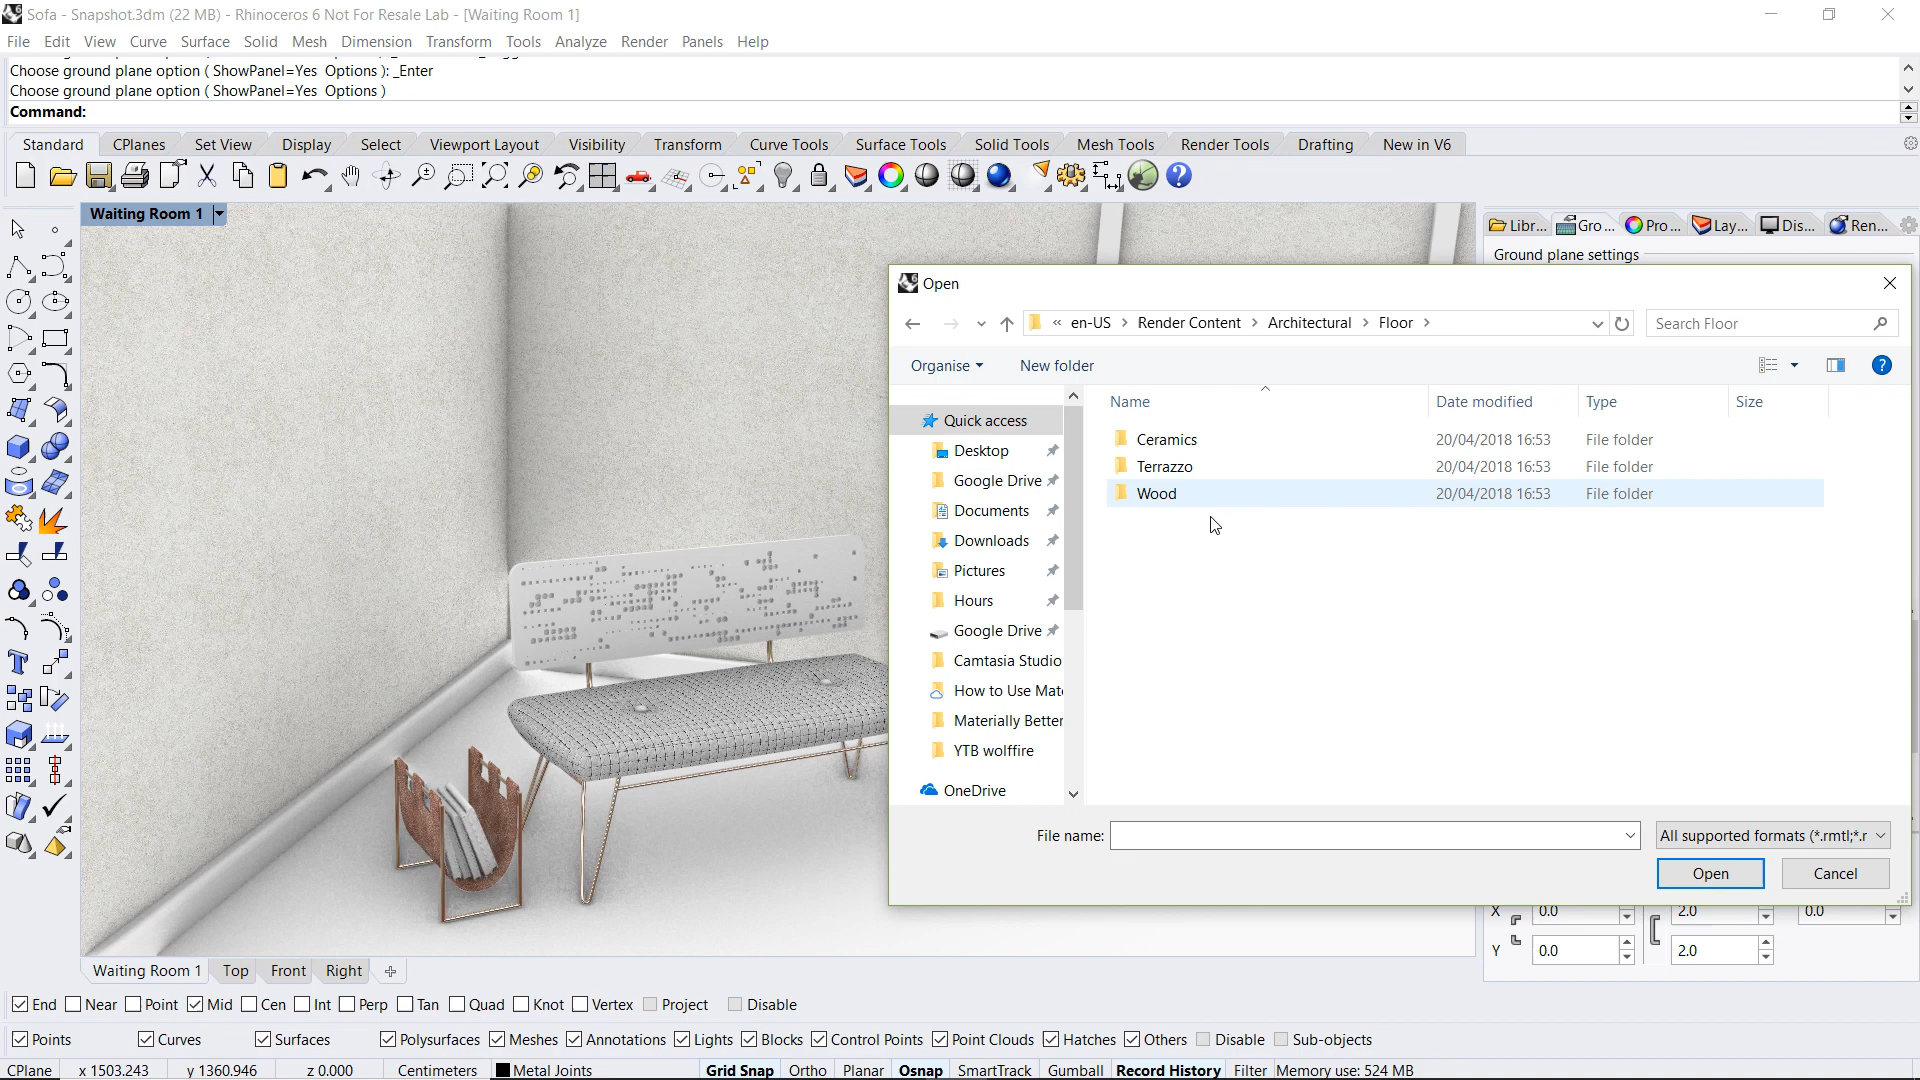 Sofa - Snapshot.3dm (22 MB) - Rhinoceros 6 Not For Resale Lab - [Waiting Room 1]
File Edit View Curve Surface Solid Mesh Dimension Transform Tools Analyze Render Panels Help
Choose ground plane option ( ShowPanel=Yes Options ): _Enter
Choose ground plane option ( ShowPanel=Yes Options )
Command:
Standard CPlanes Set View Display Select Viewport Layout Visibility Transform Curve Tools Surface Tools Solid Tools Mesh Tools Render Tools Drafting New in V6
Waiting Room 1
Libr... Gro... Pro... Lay... Dis... Ren...
Ground plane settings
Open
« en-US > Render Content > Architectural > Floor >
Search Floor
Organise New folder
Name Date modified Type Size
Quick access
Desktop
Google Drive
Documents
Downloads
Pictures
Hours
Google Drive
Camtasia Studio
How to Use Mate
Materially Better
YTB wolffire
OneDrive
Ceramics 20/04/2018 16:53 File folder
Terrazzo 20/04/2018 16:53 File folder
Wood 20/04/2018 16:53 File folder
File name:
All supported formats (*.rmtl;*.r
Open Cancel
X 0.0 2.0 0.0
Y 0.0 2.0
Waiting Room 1 Top Front Right
End Near Point Mid Cen Int Perp Tan Quad Knot Vertex Project Disable
Points Curves Surfaces Polysurfaces Meshes Annotations Lights Blocks Control Points Point Clouds Hatches Others Disable Sub-objects
CPlane x 1503.243 y 1360.946 z 0.000 Centimeters Metal Joints Grid Snap Ortho Planar Osnap SmartTrack Gumball Record History Filter Memory use: 524 MB